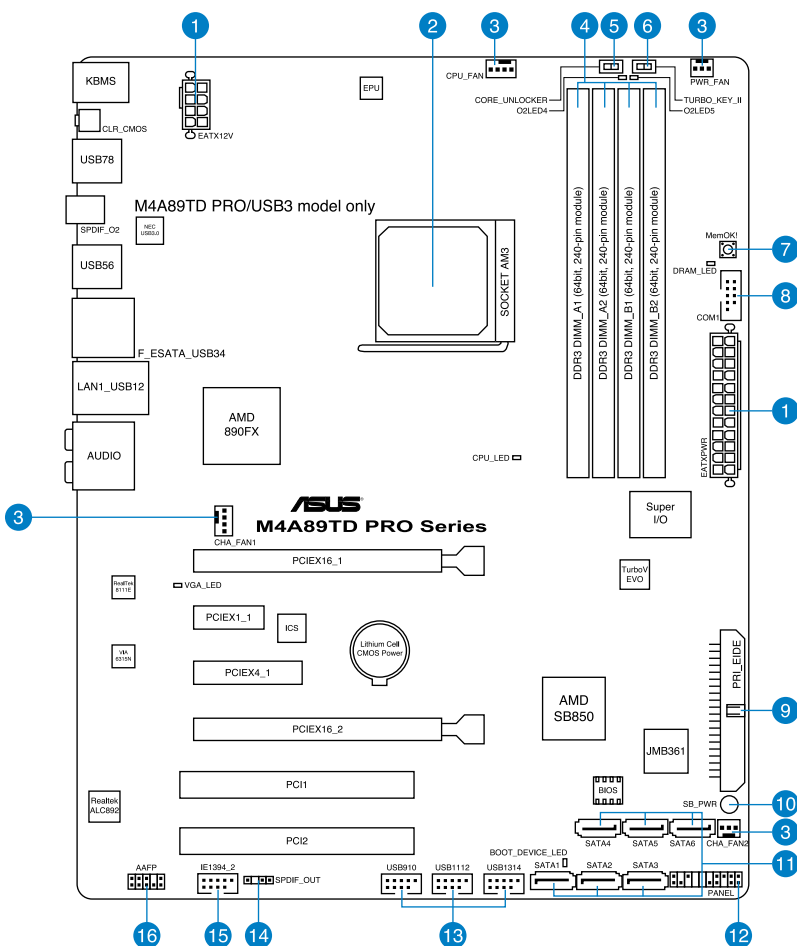 1
2
3
4
5
6
3
KBMS
CPU_FAN
PWR_FAN
EPU
CORE_UNLOCKER
TURBO_KEY_II
O2LED4
O2LED5
CLR_CMOS
EATX12V
USB78
M4A89TD PRO/USB3 model only
SPDIF_O2
NEC
USB3.0
USB56
SOCKET AM3
DDR3 DIMM_A1 (64bit, 240-pin module)
DDR3 DIMM_A2 (64bit, 240-pin module)
DDR3 DIMM_B1 (64bit, 240-pin module)
DDR3 DIMM_B2 (64bit, 240-pin module)
MemOK!
7
DRAM_LED
8
COM1
F_ESATA_USB34
LAN1_USB12
1
AMD
890FX
AUDIO
CPU_LED
EATXPWR
ASUS
M4A89TD PRO Series
3
CHA_FAN1
Super
I/O
PCIEX16_1
RealTek
8111E
VGA_LED
TurboV
EVO
PCIEX1_1
ICS
Lithium Cell
CMOS Power
VIA
6315N
PCIEX4_1
PRI_EIDE
AMD
SB850
9
PCIEX16_2
JMB361
PCI1
BIOS
Realtek
ALC892
SB_PWR
10
PCI2
SATA4
SATA5
SATA6
CHA_FAN2
3
BOOT_DEVICE_LED
11
AAFP
IE1394_2
SPDIF_OUT
USB910
USB1112
USB1314
SATA1
SATA2
SATA3
PANEL
16
15
14
13
12